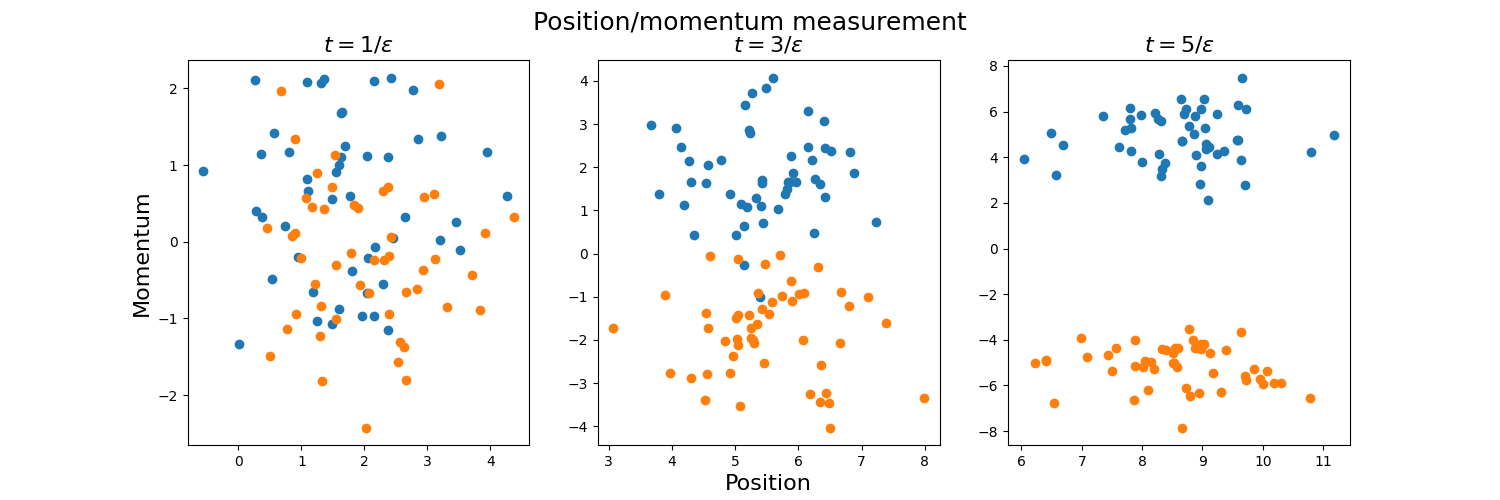 Position/momentum measurement
t = 1/ε
t = 3/ε
t = 5/ε
Momentum
2
1
0
−1
−2
0 1 2 3 4
4
3
2
1
0
−1
−2
−3
−4
3 4 5 6 7 8
8
6
4
2
0
−2
−4
−6
−8
6 7 8 9 10 11
Position